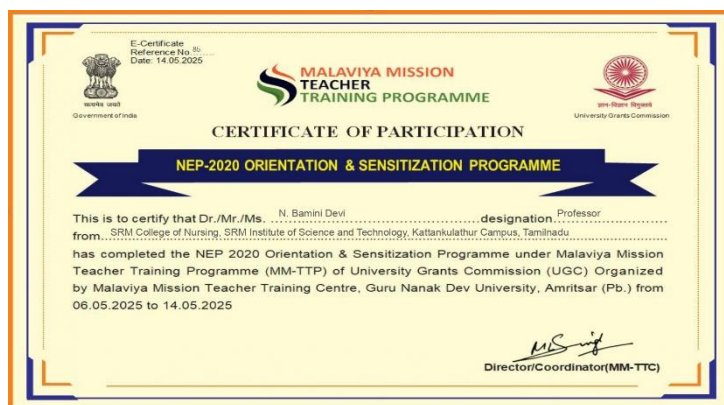 E-Certificate
Reference No. 8b
Date: 14.05.2025
सत्यमेव जयते
Government of India
MALAVIYA MISSION
TEACHER
TRAINING PROGRAMME
ज्ञान-विज्ञान विमुक्तये
University Grants Commission
CERTIFICATE OF PARTICIPATION
NEP-2020 ORIENTATION & SENSITIZATION PROGRAMME
This is to certify that Dr./Mr./Ms. N. Bamini Devi designation Professor
from SRM College of Nursing, SRM Institute of Science and Technology, Kattankulathur Campus, Tamilnadu
has completed the NEP 2020 Orientation & Sensitization Programme under Malaviya Mission
Teacher Training Programme (MM-TTP) of University Grants Commission (UGC) Organized
by Malaviya Mission Teacher Training Centre, Guru Nanak Dev University, Amritsar (Pb.) from
06.05.2025 to 14.05.2025
Director/Coordinator(MM-TTC)